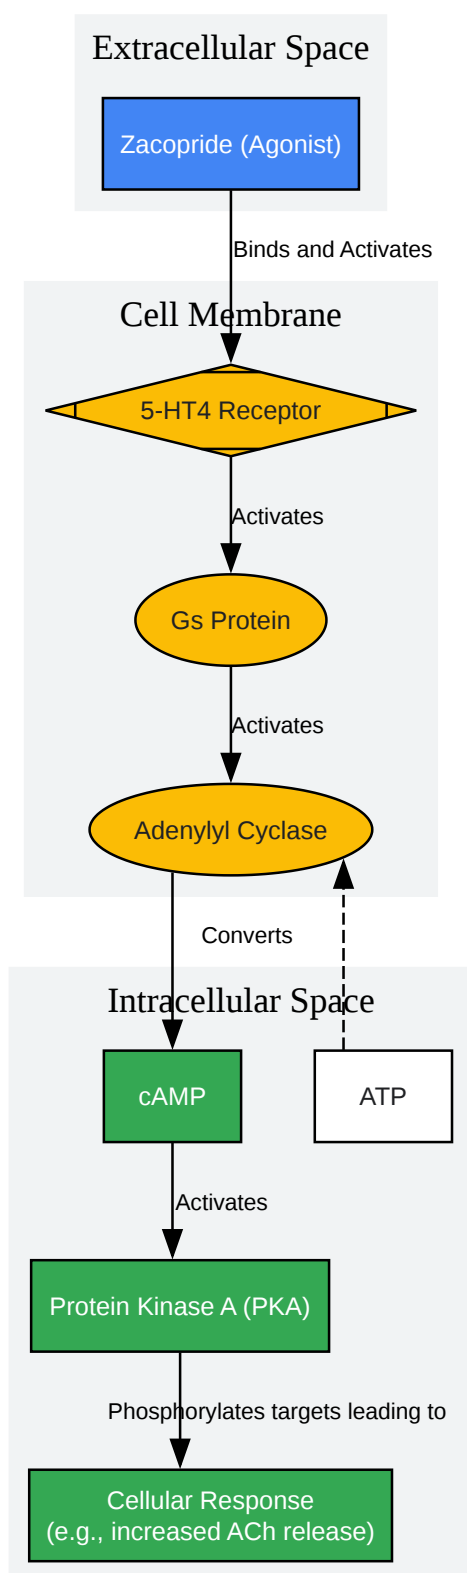 Extracellular Space
Zacopride (Agonist)
Binds and Activates
Cell Membrane
5-HT4 Receptor
Activates
Gs Protein
Activates
Adenylyl Cyclase
Converts
Intracellular Space
cAMP
ATP
Activates
Protein Kinase A (PKA)
Phosphorylates targets leading to
Cellular Response
(e.g., increased ACh release)